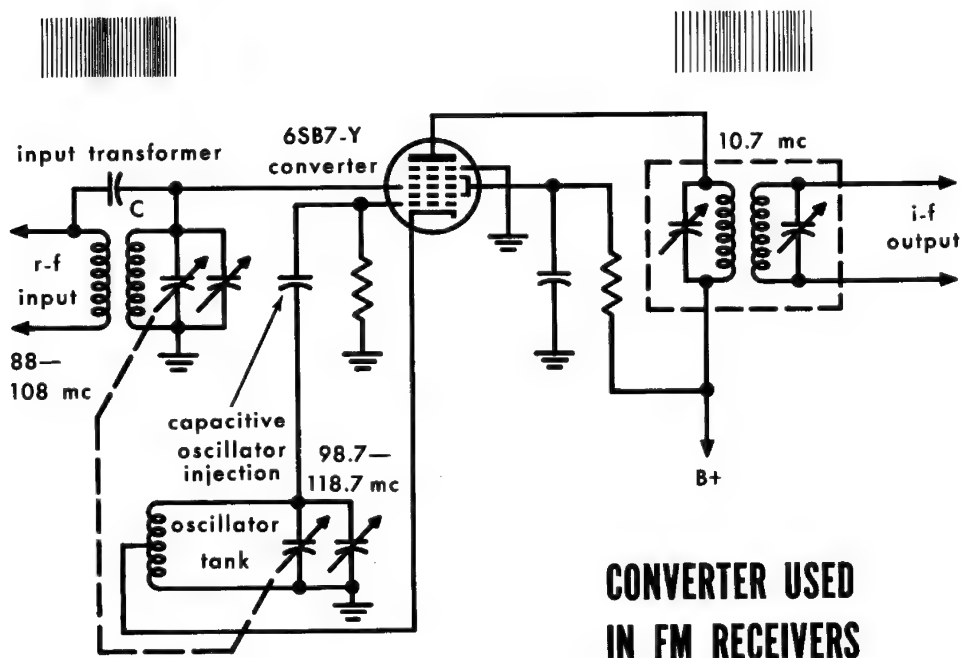 6SB7-Y
converter
input transformer
C
10.7 mc
r-f
input
i-f
output
88—
108 mc
capacitive
oscillator
injection
98.7—
118.7 mc
B+
oscillator
tank
CONVERTER USED
IN FM RECEIVERS